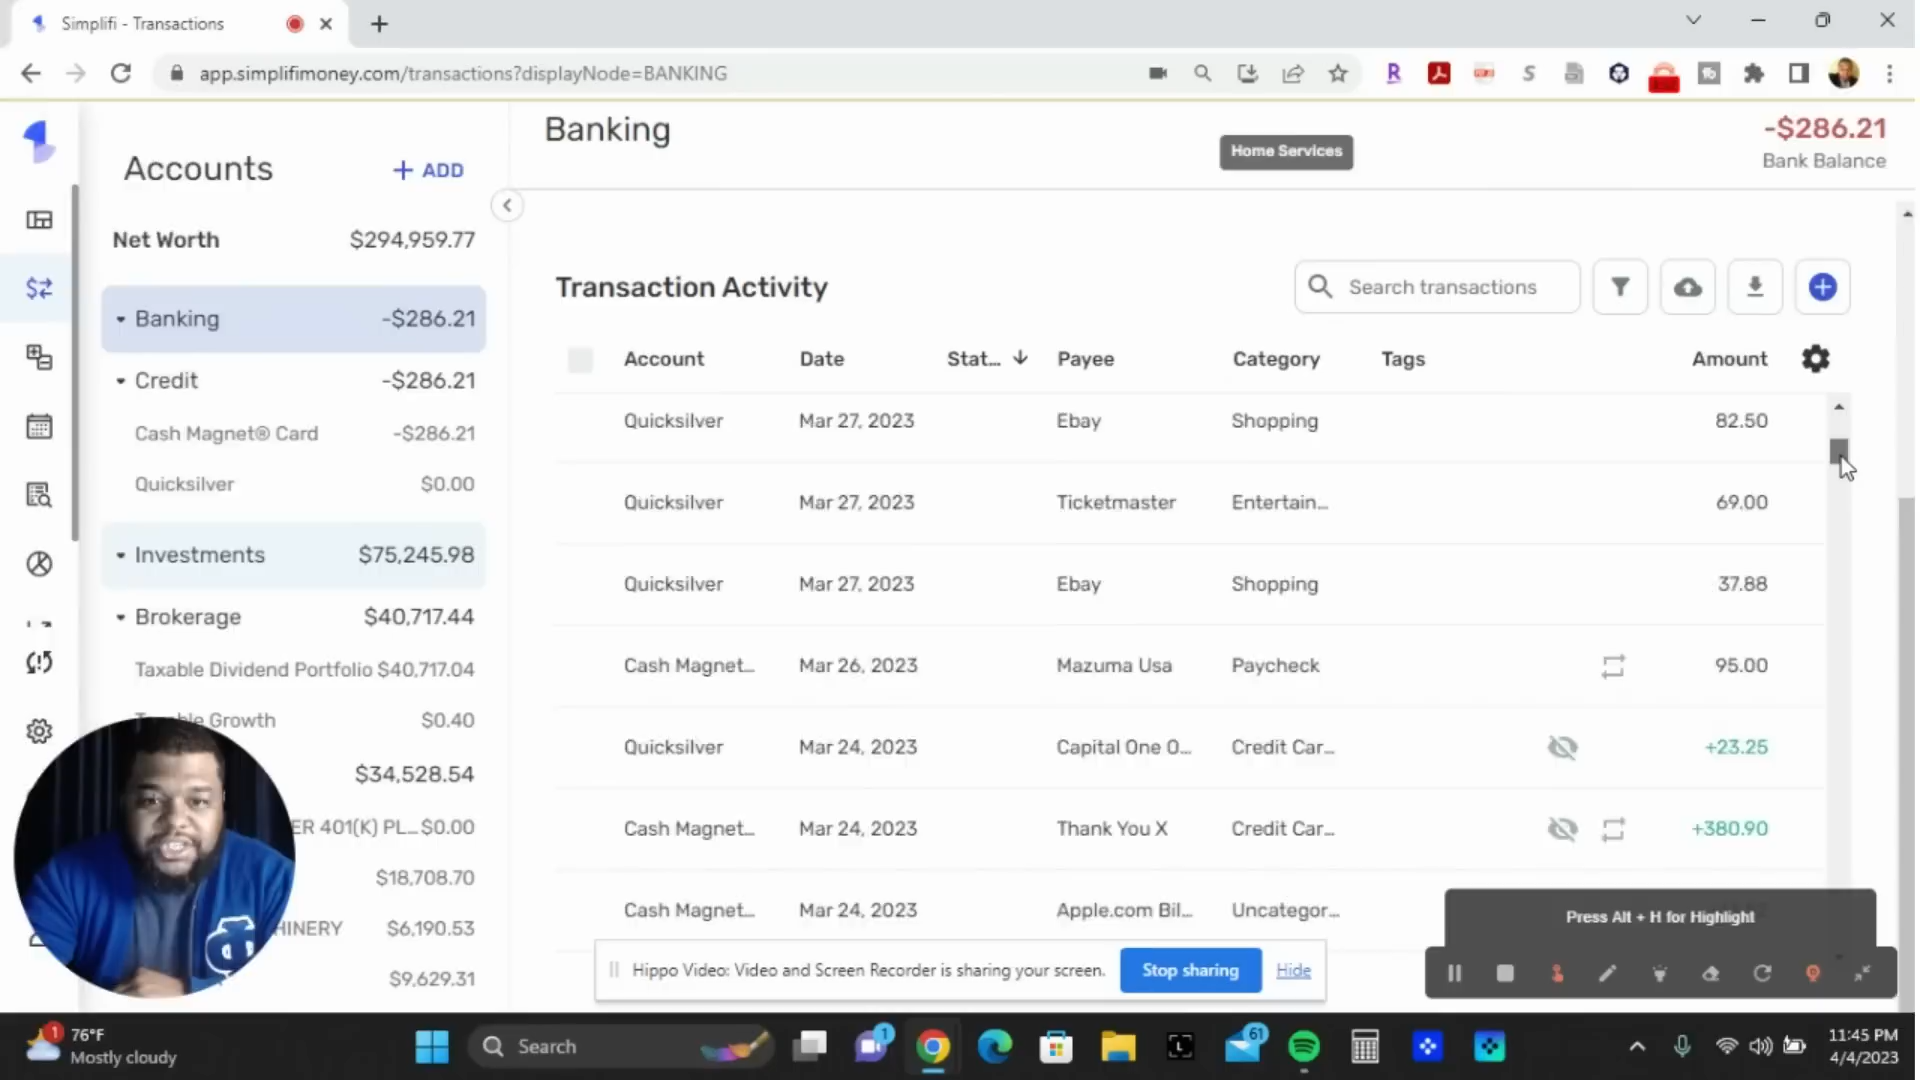 Simplifi - Transactions
app.simplifimoney.com/transactions?displayNode=BANKING
Accounts
+ ADD
Net Worth $294,959.77
Banking -$286.21
Credit -$286.21
Cash Magnet® Card -$286.21
Quicksilver $0.00
Investments $75,245.98
Brokerage $40,717.44
Taxable Dividend Portfolio $40,717.04
Growth $0.40
$34,528.54
ER 401(K) PL... $0.00
$18,708.70
HINERY $6,190.53
$9,629.31
Banking
Home Services
-$286.21
Bank Balance
Transaction Activity
Search transactions
Account Date Stat... Payee Category Tags Amount
Quicksilver Mar 27, 2023 Ebay Shopping 82.50
Quicksilver Mar 27, 2023 Ticketmaster Entertain... 69.00
Quicksilver Mar 27, 2023 Ebay Shopping 37.88
Cash Magnet... Mar 26, 2023 Mazuma Usa Paycheck 95.00
Quicksilver Mar 24, 2023 Capital One O... Credit Car... +23.25
Cash Magnet... Mar 24, 2023 Thank You X Credit Car... +380.90
Cash Magnet... Mar 24, 2023 Apple.com Bil... Uncategor...
Press Alt + H for Highlight
Hippo Video: Video and Screen Recorder is sharing your screen.
Stop sharing
Hide
1
76°F
Mostly cloudy
Search
1
61
11:45 PM
4/4/2023